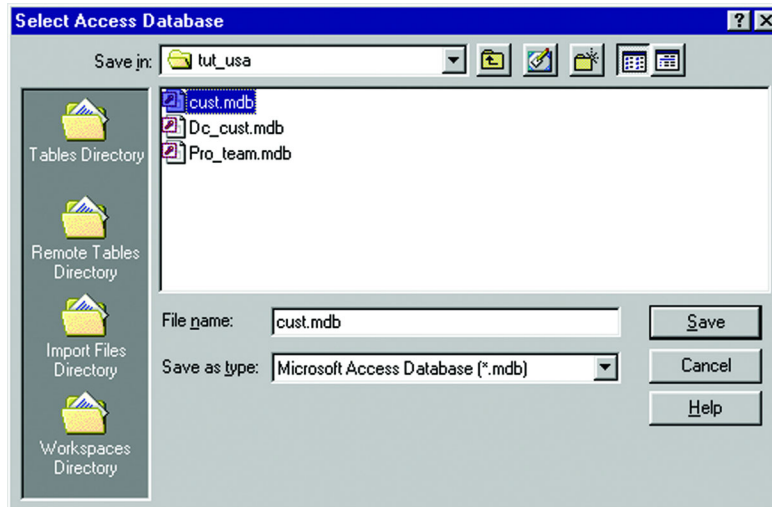 Select Access Database
Save in: tut_usa
cust.mdb
Dc_cust.mdb
Pro_team.mdb
Tables Directory
Remote Tables
Directory
Import Files
Directory
Workspaces
Directory
File name: cust.mdb
Save as type: Microsoft Access Database (*.mdb)
Save
Cancel
Help